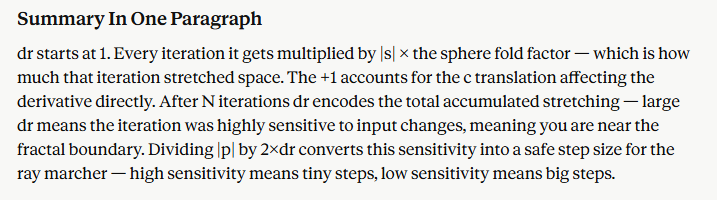 Summary In One Paragraph
dr starts at 1. Every iteration it gets multiplied by |s| × the sphere fold factor — which is how
much that iteration stretched space. The +1 accounts for the c translation affecting the
derivative directly. After N iterations dr encodes the total accumulated stretching — large
dr means the iteration was highly sensitive to input changes, meaning you are near the
fractal boundary. Dividing |p| by 2×dr converts this sensitivity into a safe step size for the
ray marcher — high sensitivity means tiny steps, low sensitivity means big steps.